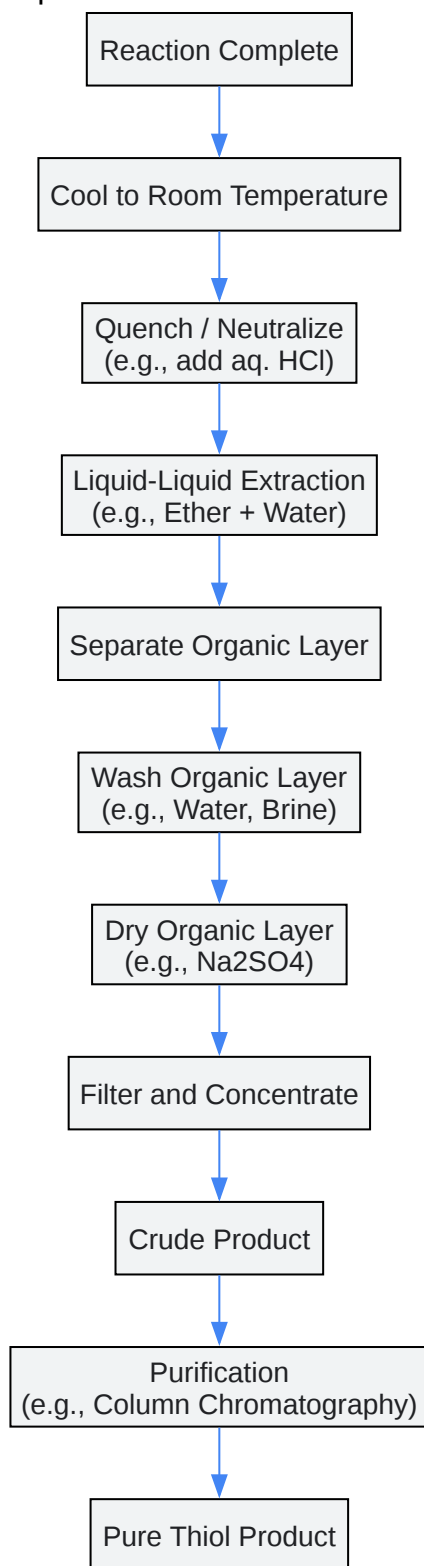 Reaction Complete
Cool to Room Temperature
Quench / Neutralize
(e.g., add aq. HCl)
Liquid-Liquid Extraction
(e.g., Ether + Water)
Separate Organic Layer
Wash Organic Layer
(e.g., Water, Brine)
Dry Organic Layer
(e.g., Na2SO4)
Filter and Concentrate
Crude Product
Purification
(e.g., Column Chromatography)
Pure Thiol Product